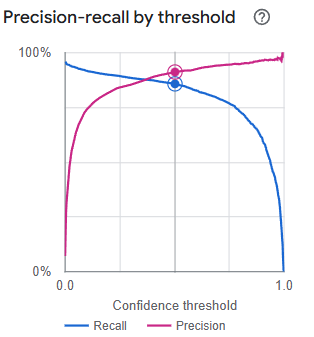 Precision-recall by threshold
100%
0%
0.0 1.0
Confidence threshold
Recall Precision